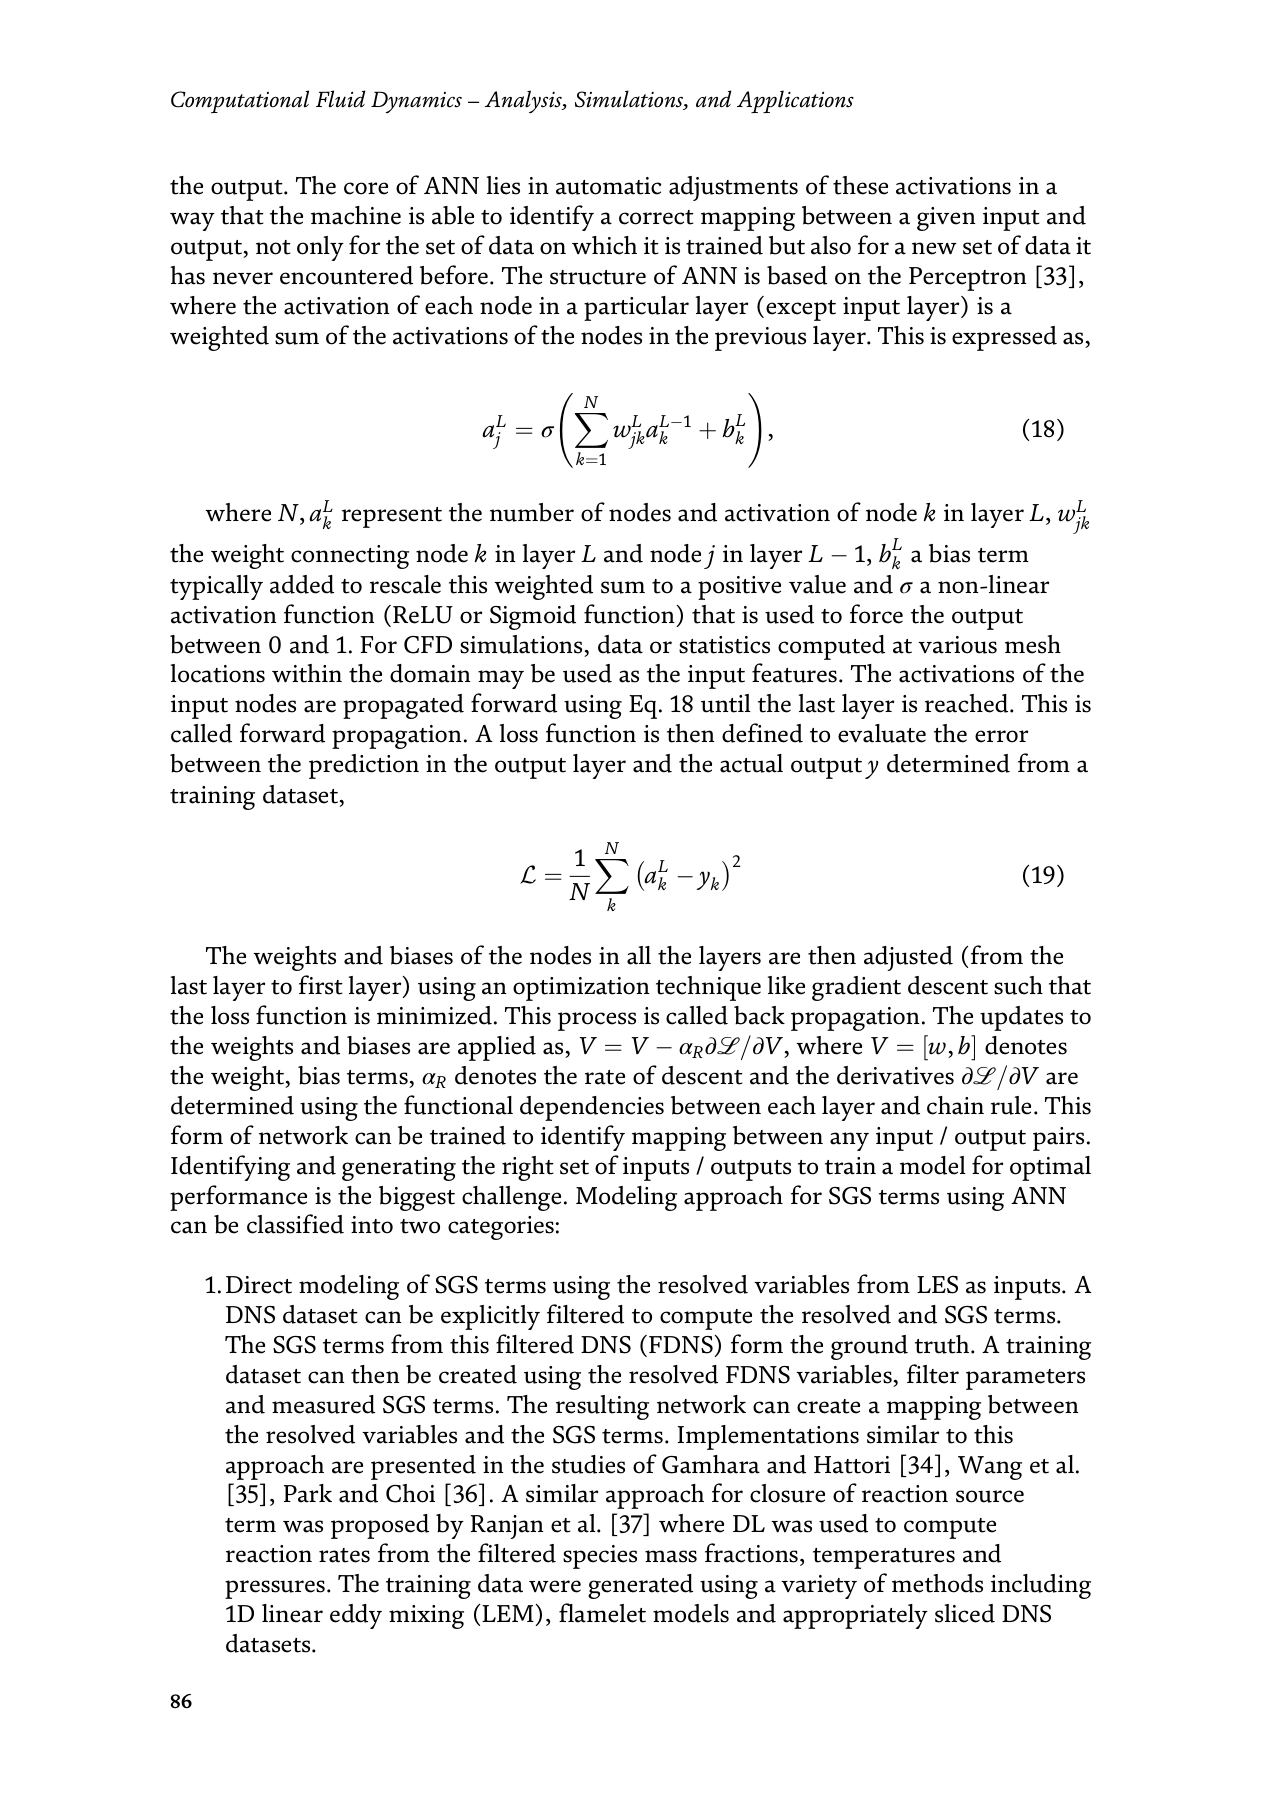 Computational Fluid Dynamics – Analysis, Simulations, and Applications
the output. The core of ANN lies in automatic adjustments of these activations in a
way that the machine is able to identify a correct mapping between a given input and
output, not only for the set of data on which it is trained but also for a new set of data it
has never encountered before. The structure of ANN is based on the Perceptron [33],
where the activation of each node in a particular layer (except input layer) is a
weighted sum of the activations of the nodes in the previous layer. This is expressed as,
a_j^L = σ(∑_{k=1}^N w_{jk}^L a_k^{L−1} + b_k^L), (18)
where N, a_k^L represent the number of nodes and activation of node k in layer L, w_{jk}^L
the weight connecting node k in layer L and node j in layer L − 1, b_k^L a bias term
typically added to rescale this weighted sum to a positive value and σ a non-linear
activation function (ReLU or Sigmoid function) that is used to force the output
between 0 and 1. For CFD simulations, data or statistics computed at various mesh
locations within the domain may be used as the input features. The activations of the
input nodes are propagated forward using Eq. 18 until the last layer is reached. This is
called forward propagation. A loss function is then defined to evaluate the error
between the prediction in the output layer and the actual output y determined from a
training dataset,
ℒ = 1/N ∑_k^N (a_k^L − y_k)^2 (19)
The weights and biases of the nodes in all the layers are then adjusted (from the
last layer to first layer) using an optimization technique like gradient descent such that
the loss function is minimized. This process is called back propagation. The updates to
the weights and biases are applied as, V = V − α_R∂ℒ/∂V, where V = [w, b] denotes
the weight, bias terms, α_R denotes the rate of descent and the derivatives ∂ℒ/∂V are
determined using the functional dependencies between each layer and chain rule. This
form of network can be trained to identify mapping between any input / output pairs.
Identifying and generating the right set of inputs / outputs to train a model for optimal
performance is the biggest challenge. Modeling approach for SGS terms using ANN
can be classified into two categories:
1. Direct modeling of SGS terms using the resolved variables from LES as inputs. A
DNS dataset can be explicitly filtered to compute the resolved and SGS terms.
The SGS terms from this filtered DNS (FDNS) form the ground truth. A training
dataset can then be created using the resolved FDNS variables, filter parameters
and measured SGS terms. The resulting network can create a mapping between
the resolved variables and the SGS terms. Implementations similar to this
approach are presented in the studies of Gamhara and Hattori [34], Wang et al.
[35], Park and Choi [36]. A similar approach for closure of reaction source
term was proposed by Ranjan et al. [37] where DL was used to compute
reaction rates from the filtered species mass fractions, temperatures and
pressures. The training data were generated using a variety of methods including
1D linear eddy mixing (LEM), flamelet models and appropriately sliced DNS
datasets.
86